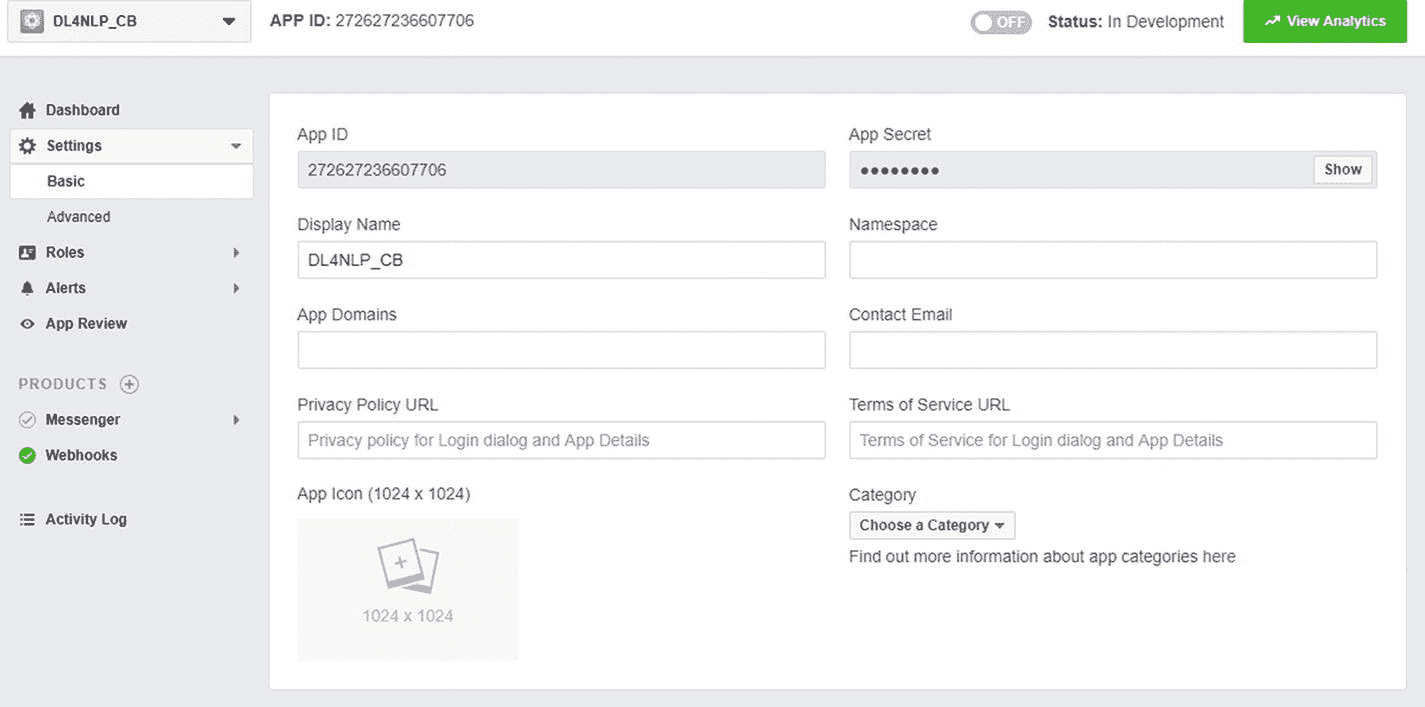 DL4NLP_CB
APP ID: 272627236607706
OFF
Status: In Development
View Analytics
Dashboard
Settings
Basic
Advanced
Roles
Alerts
App Review
PRODUCTS
Messenger
Webhooks
Activity Log
App ID
272627236607706
App Secret
●●●●●●●●
Show
Display Name
DL4NLP_CB
Namespace
App Domains
Contact Email
Privacy Policy URL
Privacy policy for Login dialog and App Details
Terms of Service URL
Terms of Service for Login dialog and App Details
App Icon (1024 x 1024)
1024 x 1024
Category
Choose a Category
Find out more information about app categories here